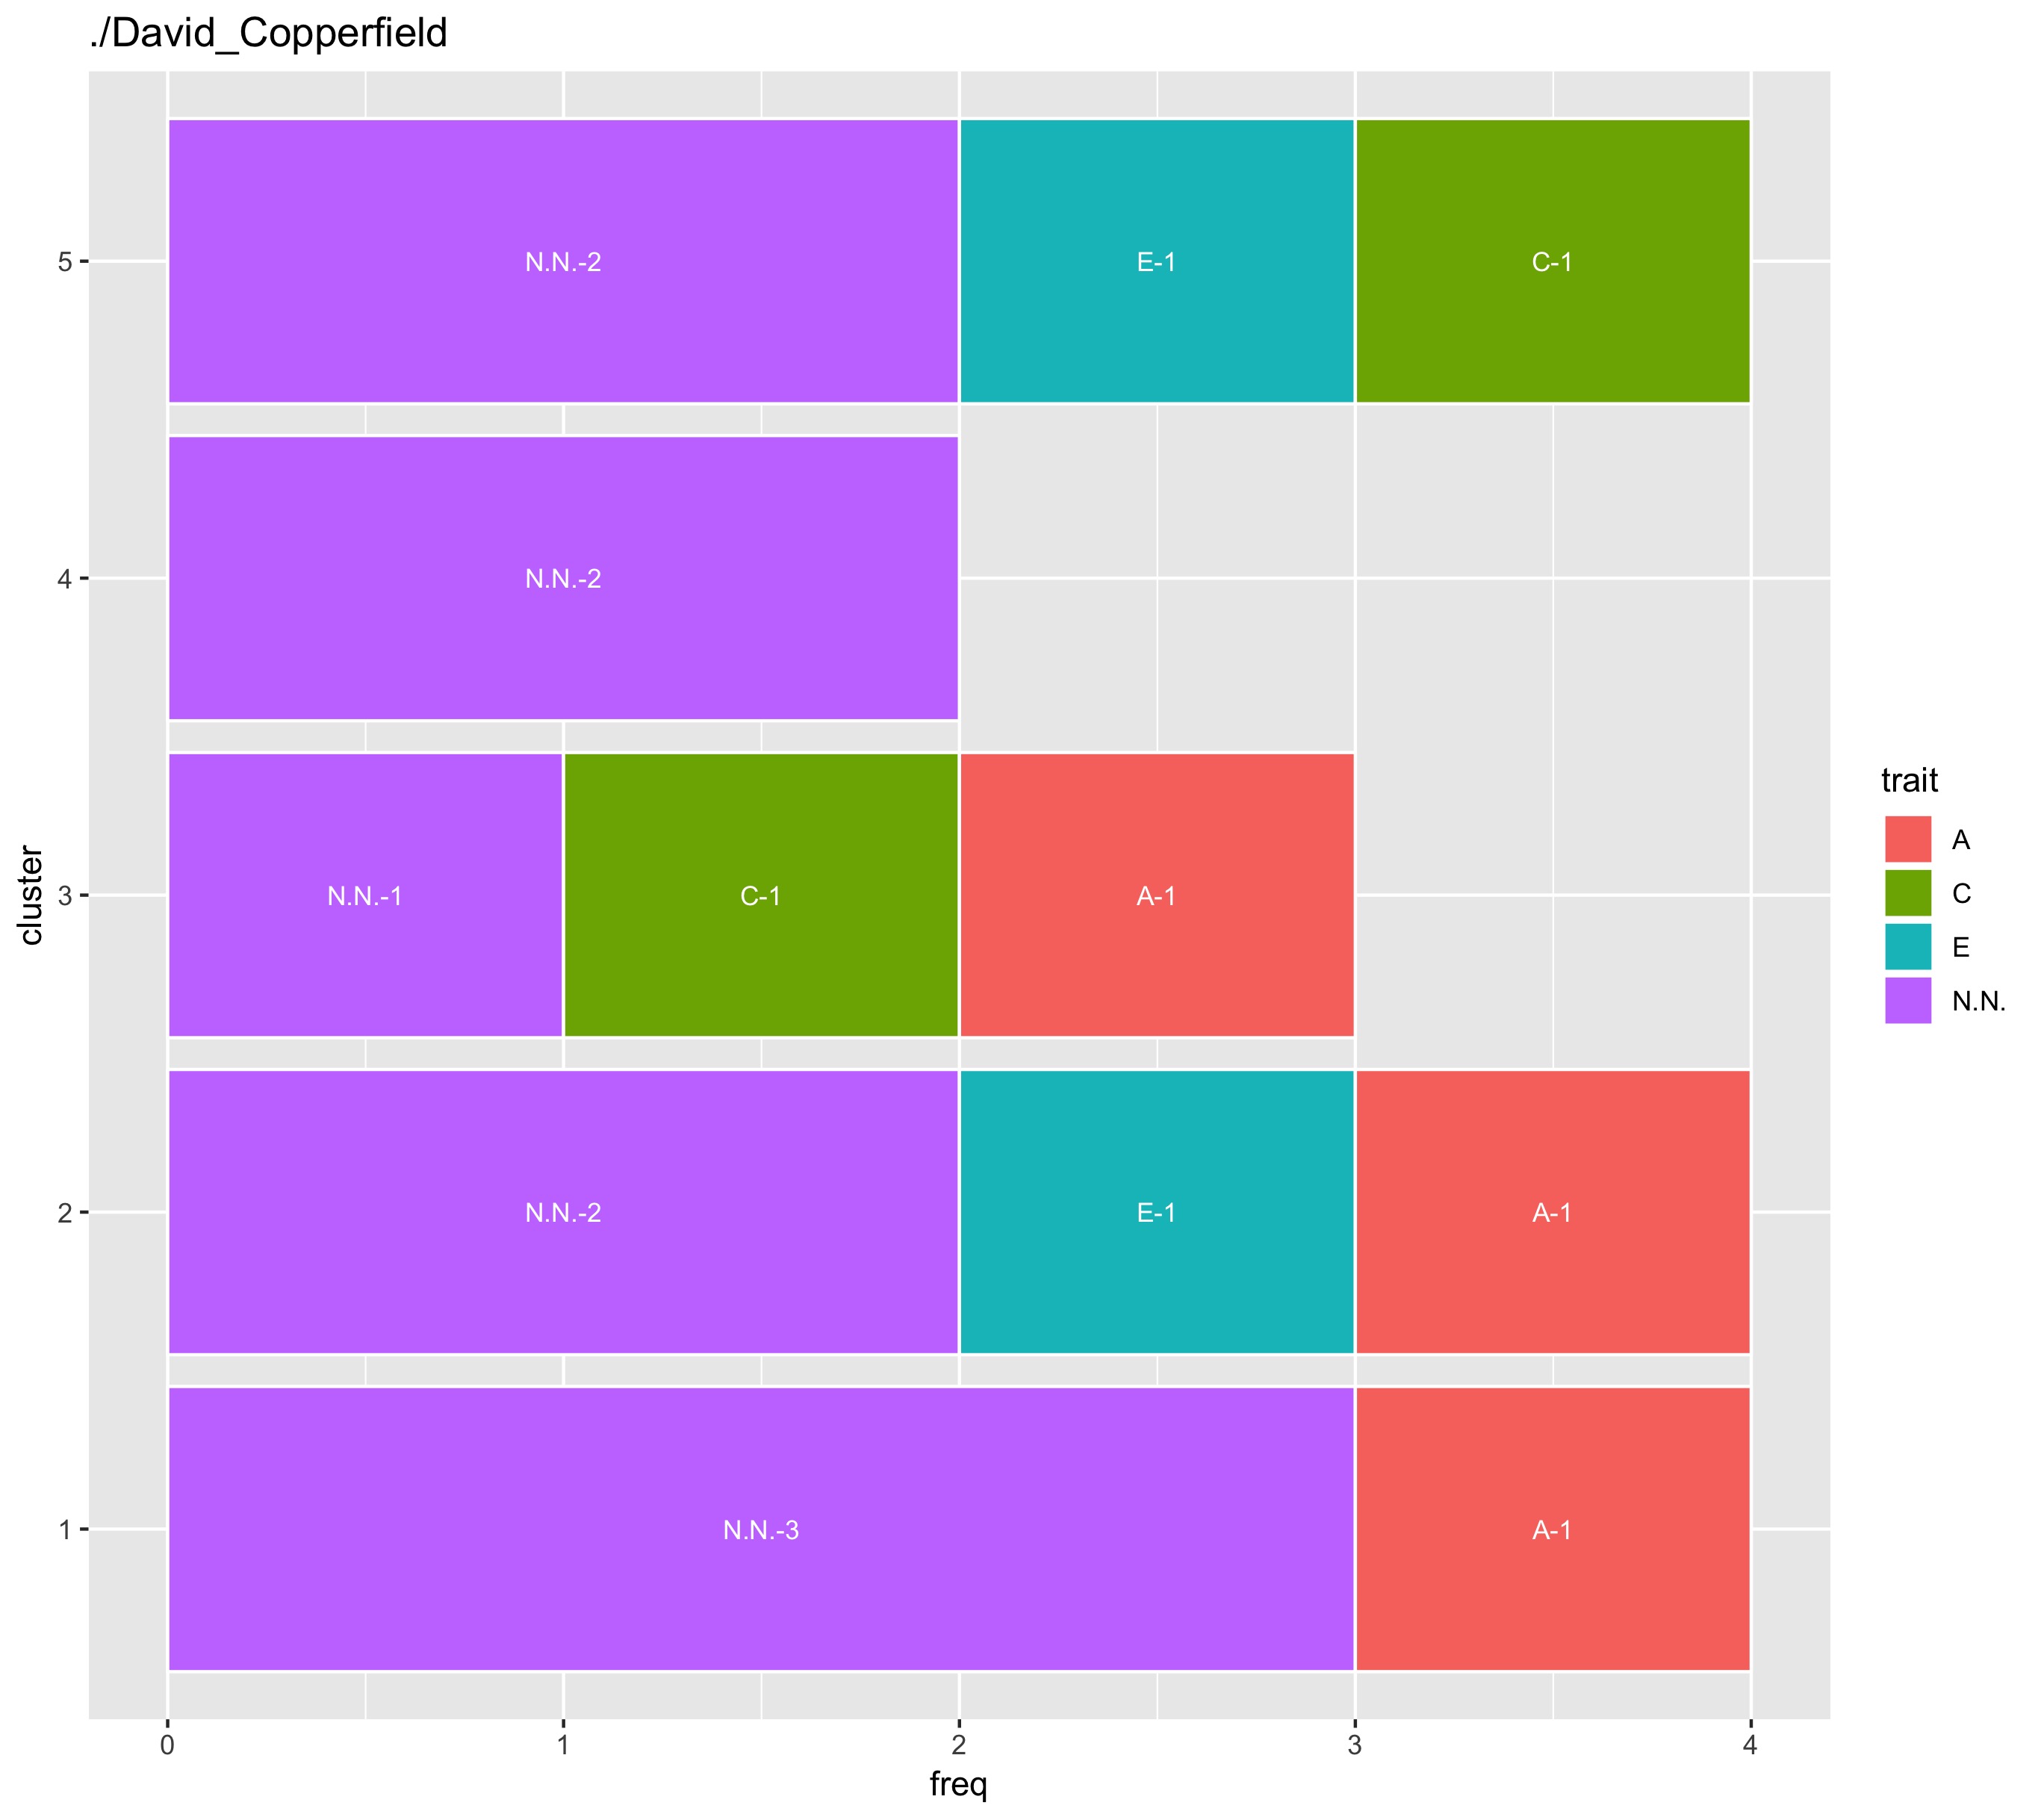 ./David_Copperfield
5
N.N.-2 E-1 C-1
4
N.N.-2
cluster
3
N.N.-1 C-1 A-1
2
N.N.-2 E-1 A-1
1
N.N.-3 A-1
0 1 2 3 4
freq
trait
A
C
E
N.N.